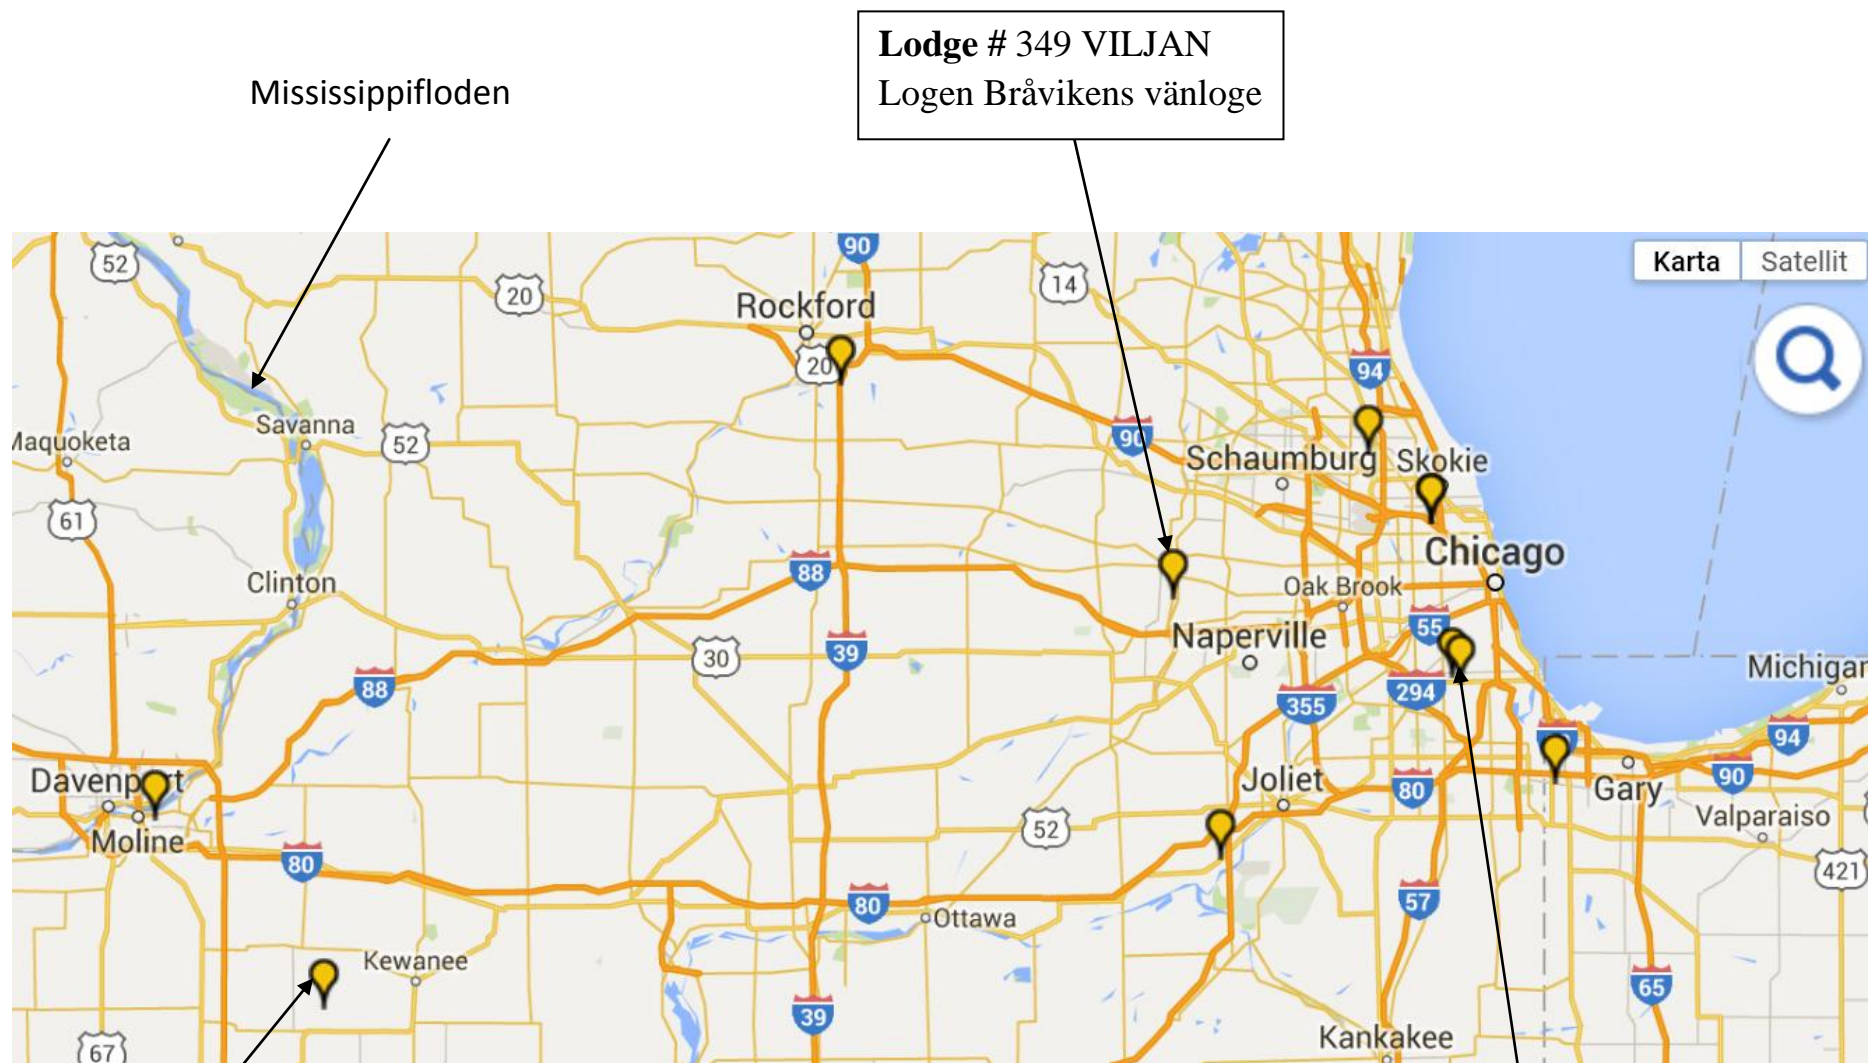 Lodge # 349 VILJAN
Logen Bråvikens vänloge
Mississippifloden
90
Karta
Satellit
52
20
14
Rockford
20
94
Savanna
52
90
Maquoketa
Schaumburg
Skokie
61
Chicago
88
Clinton
Oak Brook
55
Naperville
30
39
Michigan
88
294
355
94
Davenport
Joliet
90
80
Gary
Valparaiso
52
Moline
80
421
80
57
Ottawa
Kewanee
65
39
Kankakee
67